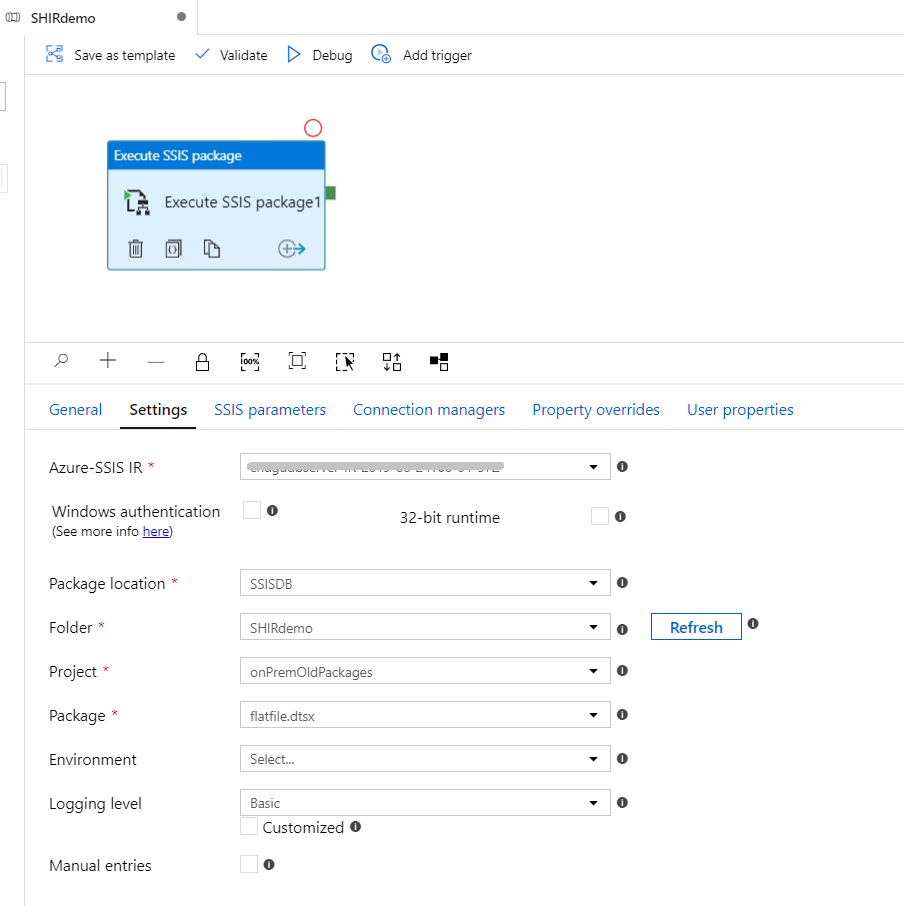 SHIRdemo
Save as template Validate Debug Add trigger
Execute SSIS package
Execute SSIS package1
100%
General Settings SSIS parameters Connection managers Property overrides User properties
Azure-SSIS IR *
Windows authentication
(See more info here)
32-bit runtime
Package location * SSISDB
Folder * SHIRdemo Refresh
Project * onPremOldPackages
Package * flatfile.dtsx
Environment Select...
Logging level Basic
Customized
Manual entries